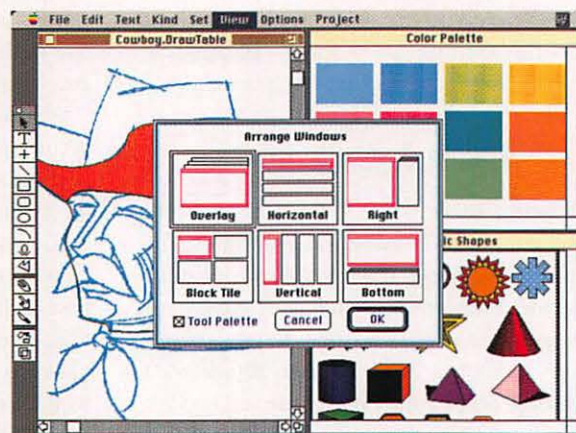 File Edit Text Kind Set View Options Project
Cowboy.DrawTable
Color Palette
Arrange Windows
Overlay Horizontal Right
Block Tile Vertical Bottom
Tool Palette Cancel OK
Shapes
T